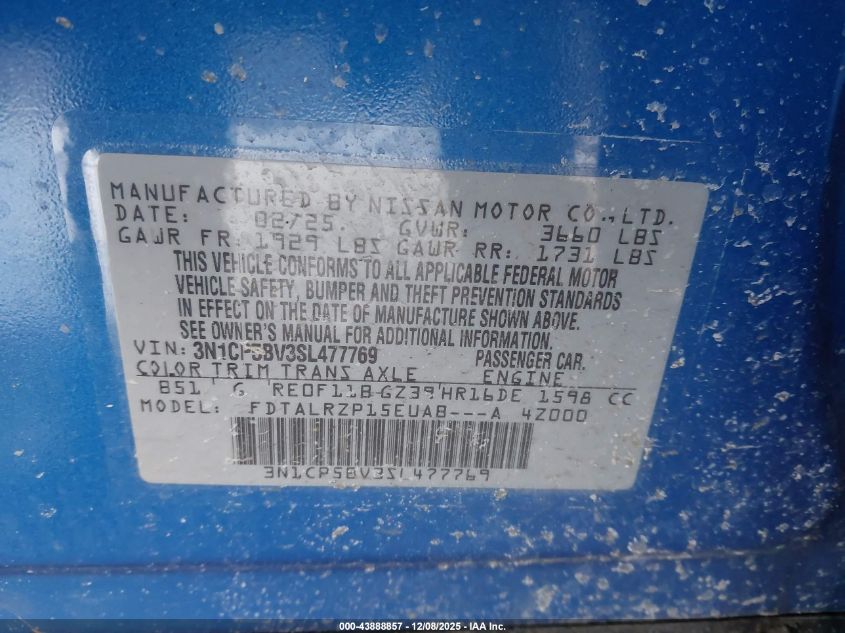 MANUFACTURED BY NISSAN MOTOR CO., LTD.
DATE: 02/25. GVWR: 3660 LBS
GAWR FR: 1929 LBS GAWR RR: 1731 LBS
THIS VEHICLE CONFORMS TO ALL APPLICABLE FEDERAL MOTOR
VEHICLE SAFETY, BUMPER AND THEFT PREVENTION STANDARDS
IN EFFECT ON THE DATE OF MANUFACTURE SHOWN ABOVE.
SEE OWNER'S MANUAL FOR ADDITIONAL INFORMATION.
VIN: 3N1CP5BV3SL477769 PASSENGER CAR.
COLOR TRIM TRANS AXLE ENGINE
B51 G RE0F11B-GZ39 HR16DE 1598 CC
MODEL: FDTALRZP15EUAB---A 4Z000
3N1CP5BV3SL477769
000-43888857 - 12/08/2025 - IAA Inc.